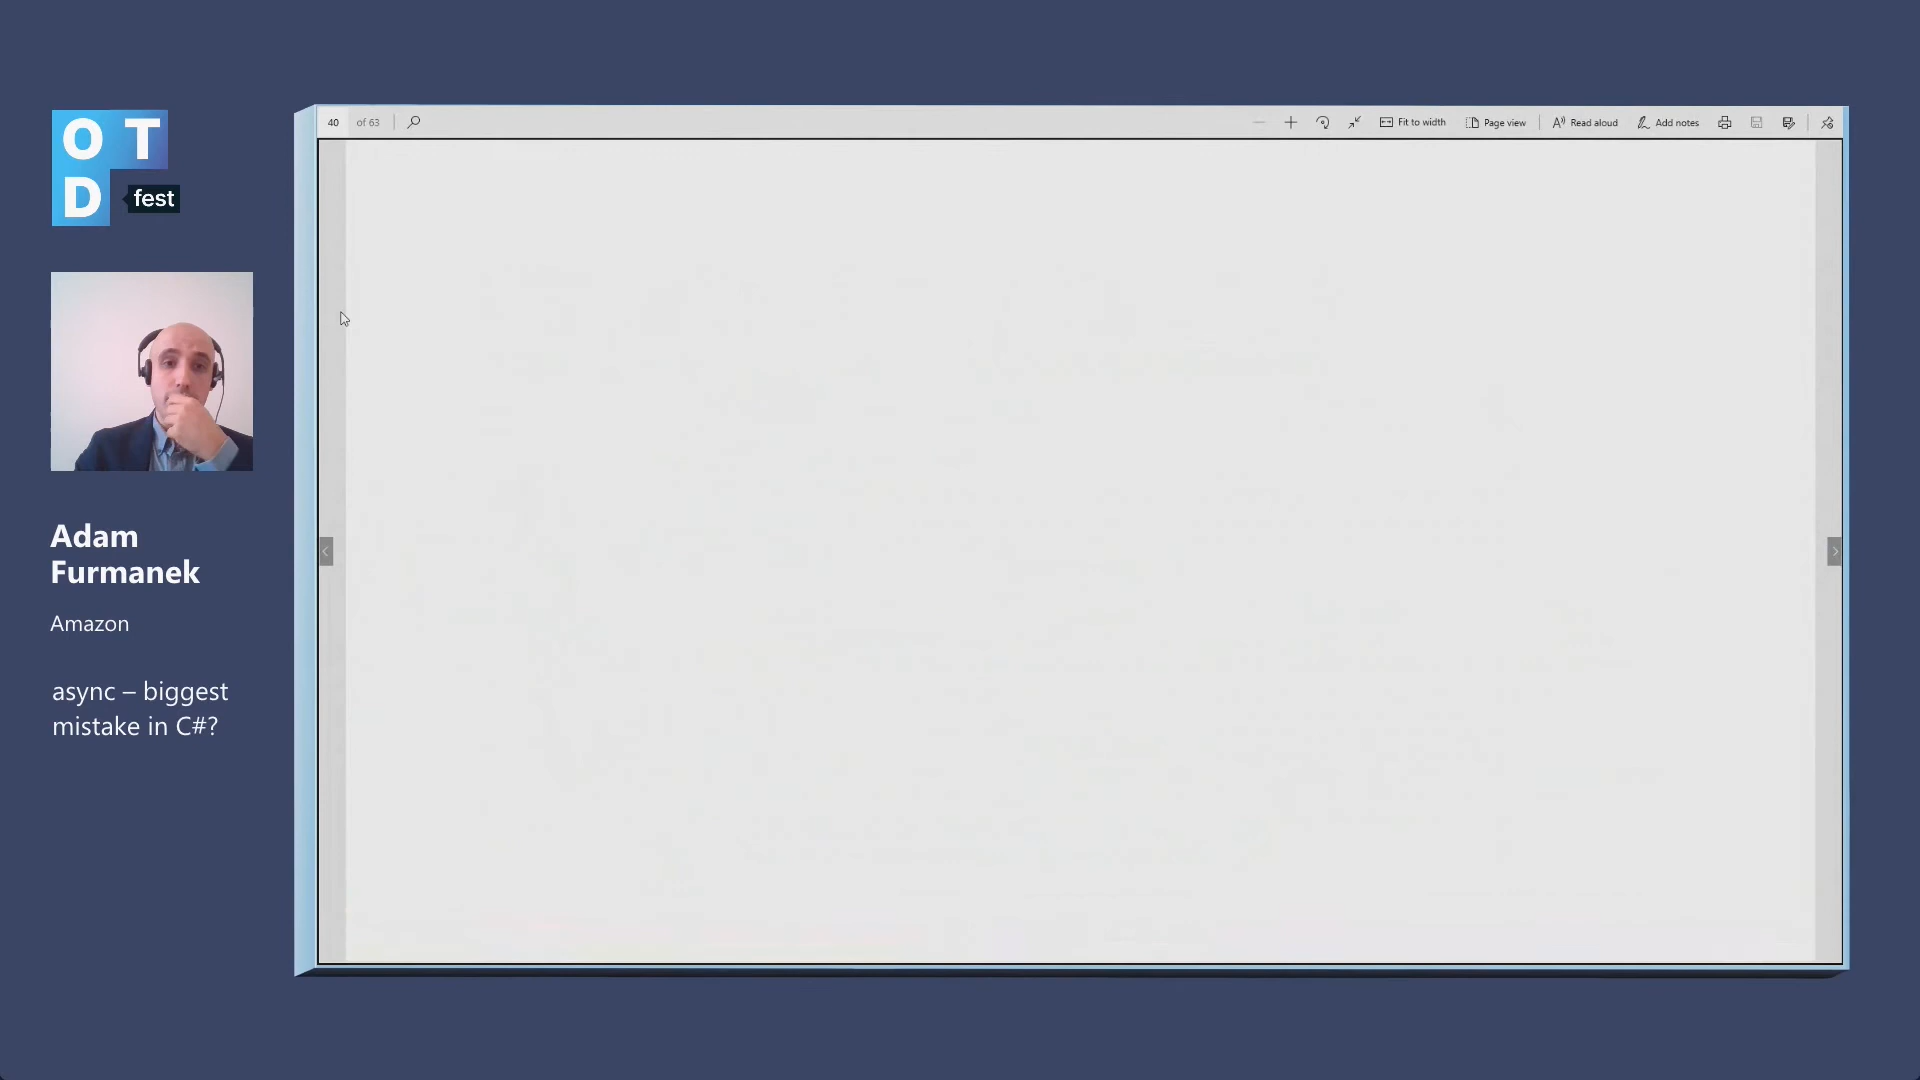 O T
D fest
Adam
Furmanek
Amazon
async – biggest
mistake in C#?
40 of 63 Fit to width Page view Read aloud Add notes